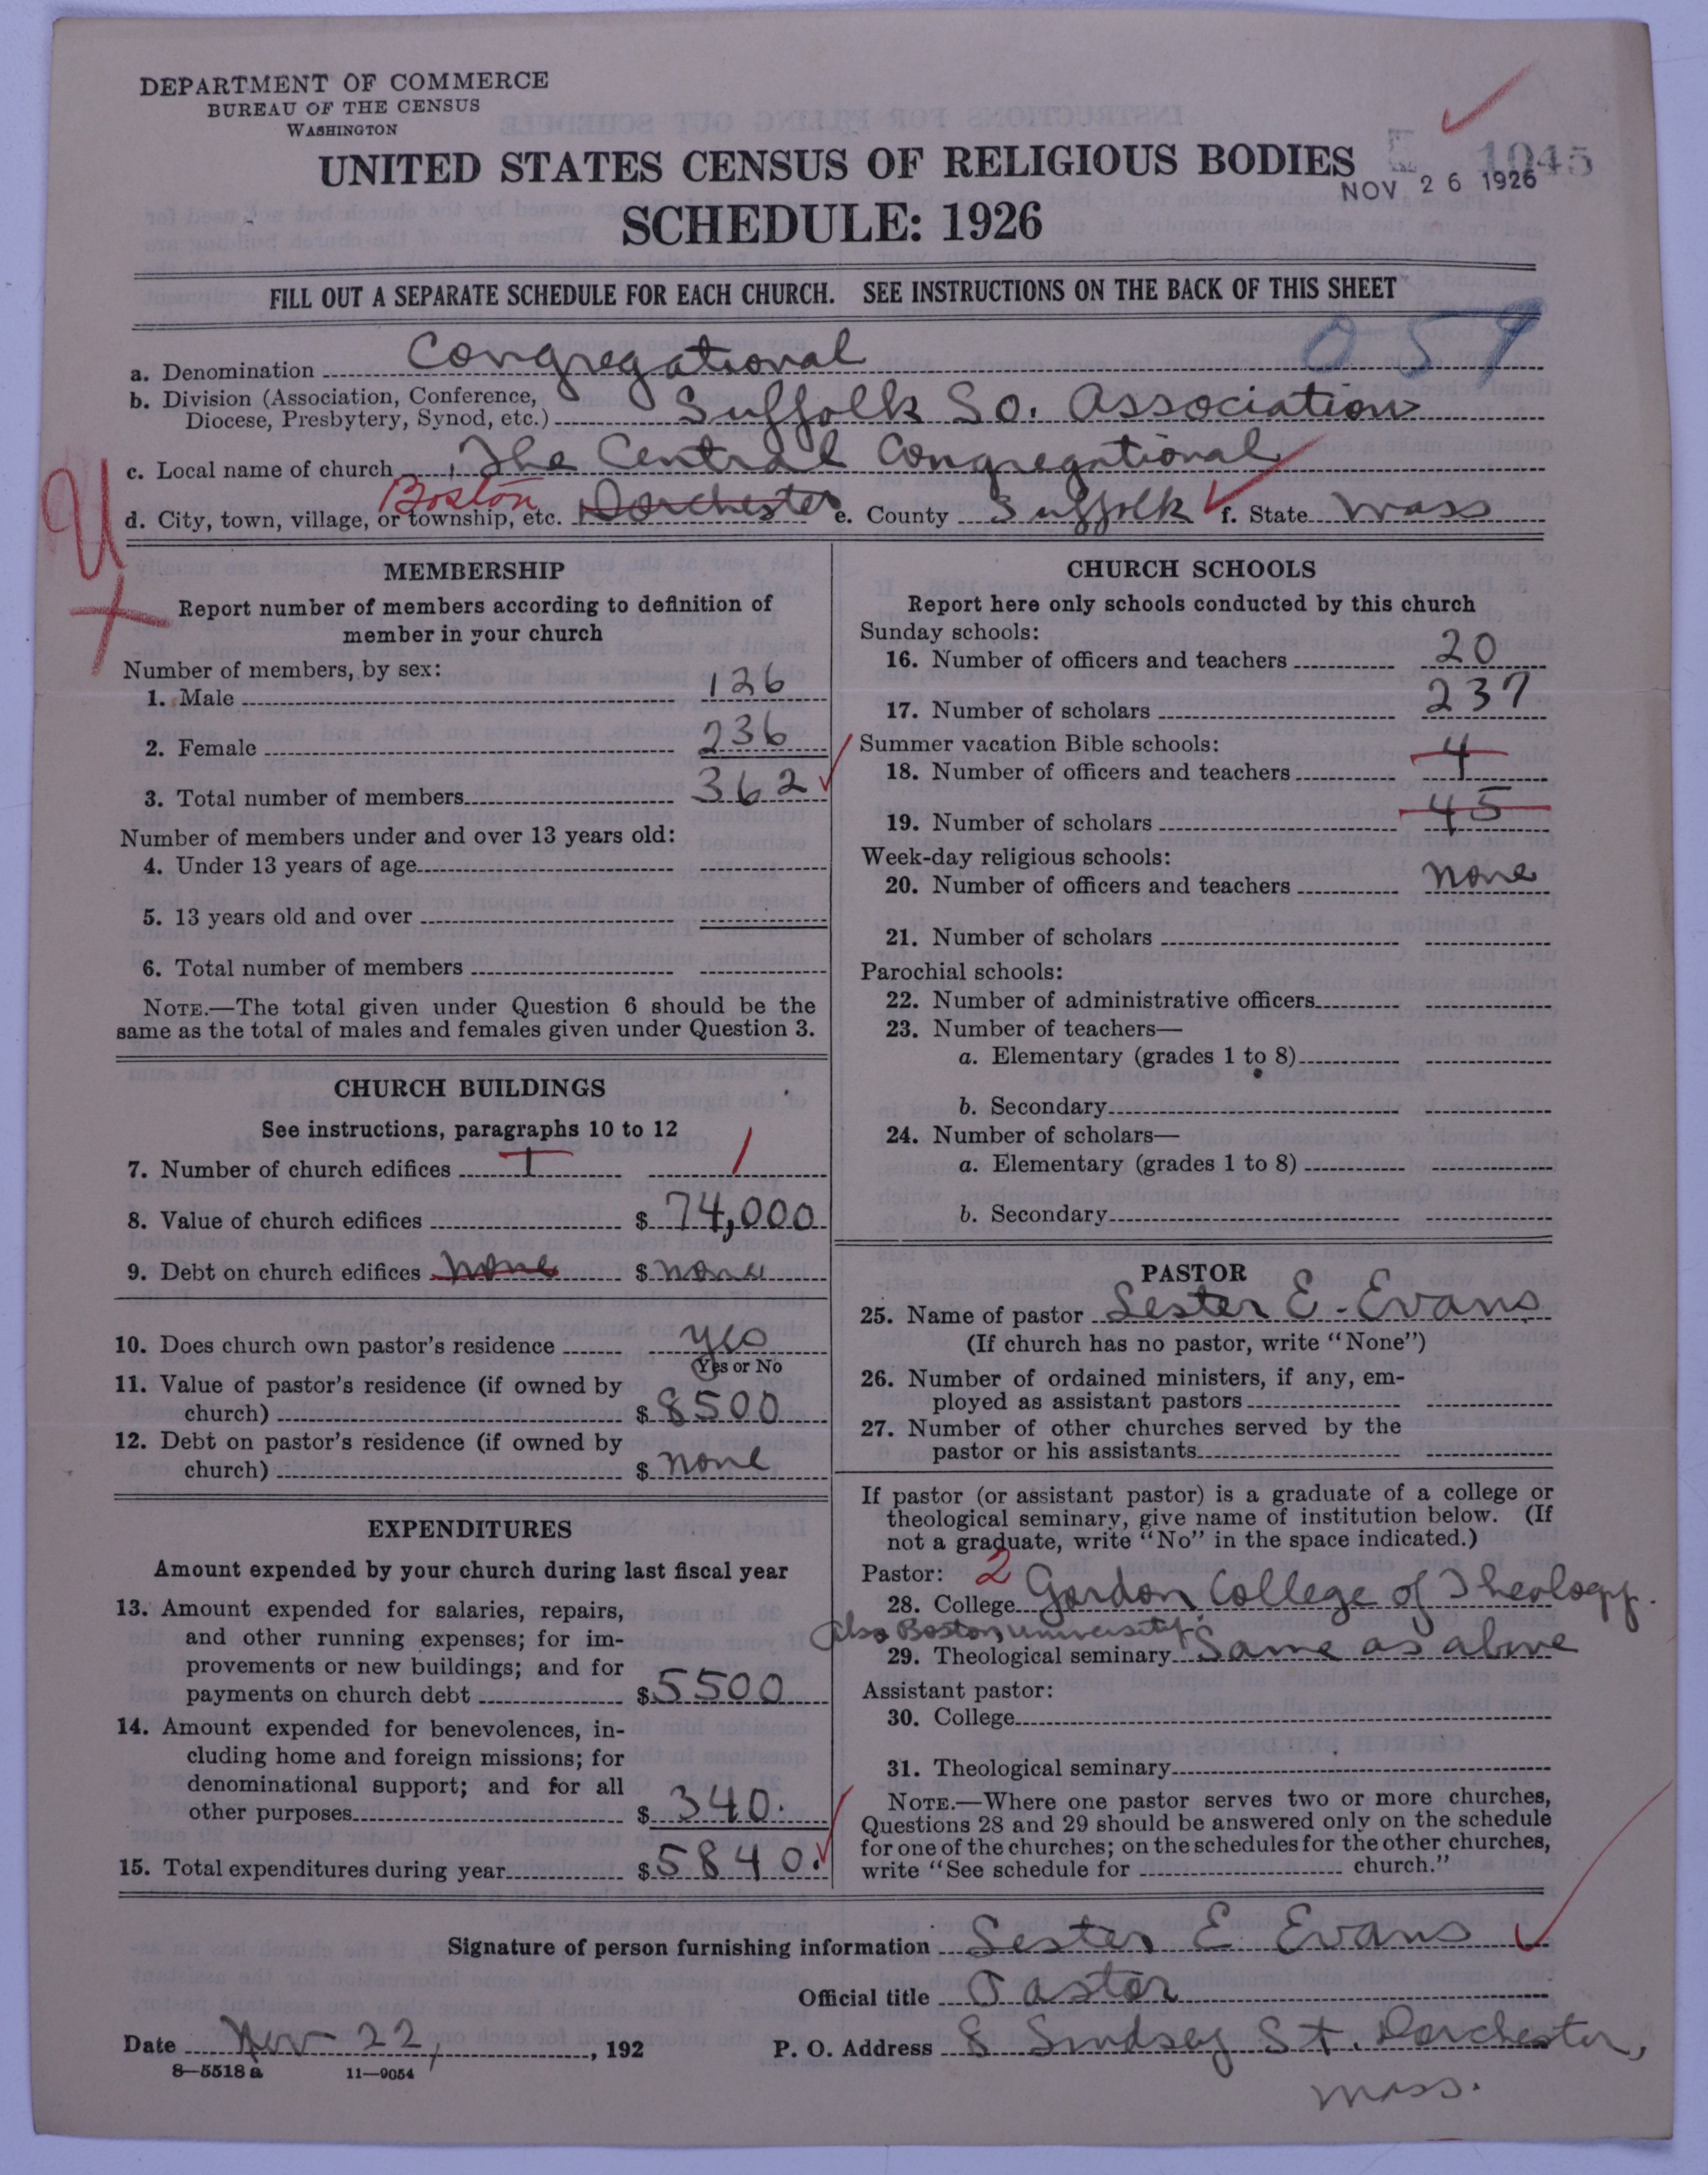 DEPARTMENT OF COMMERCE
BUREAU OF THE CENSUS
WASHINGTON
UNITED STATES CENSUS OF RELIGIOUS BODIES
1045
NOV 26 1926
SCHEDULE: 1926
FILL OUT A SEPARATE SCHEDULE FOR EACH CHURCH. SEE INSTRUCTIONS ON THE BACK OF THIS SHEET
059
a. Denomination Congregational
b. Division (Association, Conference,
Diocese, Presbytery, Synod, etc.) Suffolk So. Association
c. Local name of church The Central Congregational
d. City, town, village, or township, etc. Boston Dorchester e. County Suffolk f. State Mass
MEMBERSHIP
Report number of members according to definition of
member in your church
Number of members, by sex:
1. Male 126
2. Female 236
3. Total number of members 362
Number of members under and over 13 years old:
4. Under 13 years of age
5. 13 years old and over
6. Total number of members
NOTE.—The total given under Question 6 should be the
same as the total of males and females given under Question 3.
CHURCH BUILDINGS
See instructions, paragraphs 10 to 12
7. Number of church edifices 1 1
8. Value of church edifices $ 74,000
9. Debt on church edifices none $ none
10. Does church own pastor's residence yes
Yes or No
11. Value of pastor's residence (if owned by
church) $ 8500
12. Debt on pastor's residence (if owned by
church) $ none
EXPENDITURES
Amount expended by your church during last fiscal year
13. Amount expended for salaries, repairs,
and other running expenses; for im-
provements or new buildings; and for
payments on church debt $ 5500
14. Amount expended for benevolences, in-
cluding home and foreign missions; for
denominational support; and for all
other purposes $ 340.
15. Total expenditures during year $ 5840.
CHURCH SCHOOLS
Report here only schools conducted by this church
Sunday schools:
16. Number of officers and teachers 20
17. Number of scholars 237
Summer vacation Bible schools:
18. Number of officers and teachers 4
19. Number of scholars 45
Week-day religious schools:
20. Number of officers and teachers none
21. Number of scholars
Parochial schools:
22. Number of administrative officers
23. Number of teachers—
a. Elementary (grades 1 to 8)
b. Secondary
24. Number of scholars—
a. Elementary (grades 1 to 8)
b. Secondary
PASTOR
25. Name of pastor Lester E. Evans
(If church has no pastor, write "None")
26. Number of ordained ministers, if any, em-
ployed as assistant pastors
27. Number of other churches served by the
pastor or his assistants
If pastor (or assistant pastor) is a graduate of a college or
theological seminary, give name of institution below. (If
not a graduate, write "No" in the space indicated.)
Pastor: 2
28. College Gordon College of Theology.
also Boston University.
29. Theological seminary Same as above
Assistant pastor:
30. College
31. Theological seminary
NOTE.—Where one pastor serves two or more churches,
Questions 28 and 29 should be answered only on the schedule
for one of the churches; on the schedules for the other churches,
write "See schedule for church."
Signature of person furnishing information Lester E. Evans
Official title Pastor
Date Nov 22, , 192
P. O. Address 8 Lindsey St. Dorchester,
Mass.
8—5518 a 11—9054